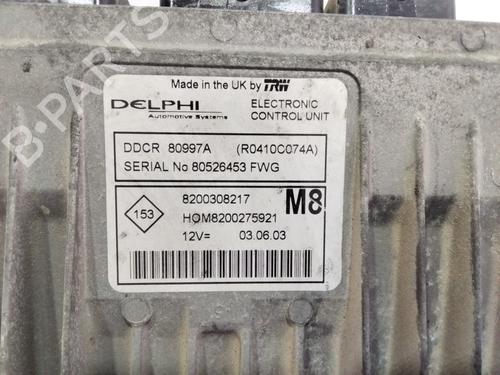 Made in the UK by TRW
DELPHI
Automotive Systems
ELECTRONIC
CONTROL UNIT
DDCR 80997A (R0410C074A)
SERIAL No 80526453 FWG
153
8200308217
M8
HOM8200275921
12V= 03.06.03
B-PARTS